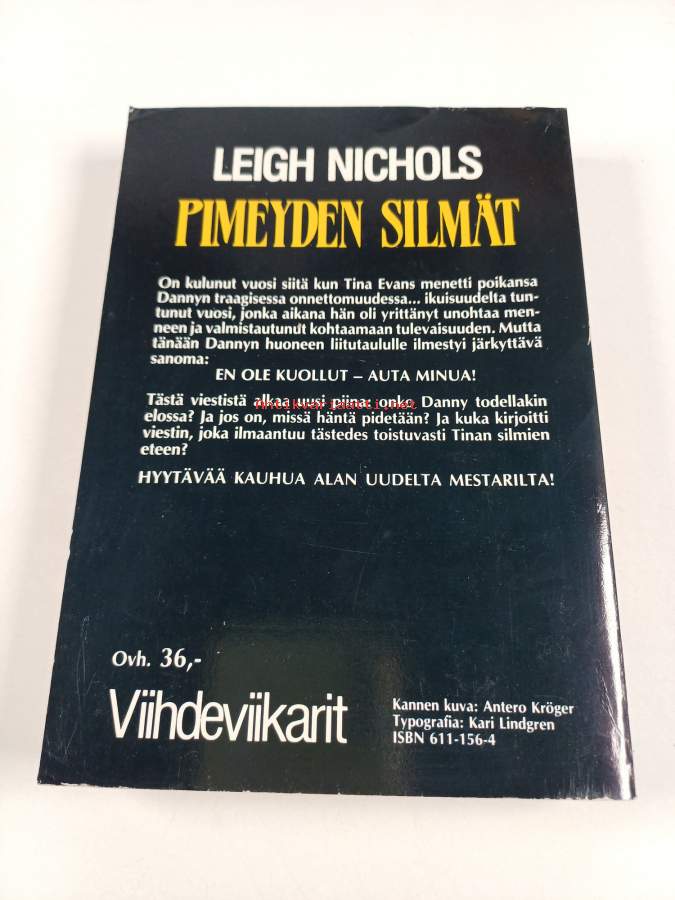 LEIGH NICHOLS
PIMEYDEN SILMÄT
On kulunut vuosi siitä kun Tina Evans menetti poikansa
Dannyn traagisessa onnettomuudessa... ikuisuudelta tun-
tunut vuosi, jonka aikana hän oli yrittänyt unohtaa men-
neen ja valmistautunut kohtaamaan tulevaisuuden. Mutta
tänään Dannyn huoneen liitutaululle ilmestyi järkyttävä
sanoma:
EN OLE KUOLLUT – AUTA MINUA!
Tästä viestistä alkaa uusi piina: onko Danny todellakin
Antikvariaatti.net
elossa? Ja jos on, missä häntä pidetään? Ja kuka kirjoitti
viestin, joka ilmaantuu tästedes toistuvasti Tinan silmien
eteen?
HYYTÄVÄÄ KAUHUA ALAN UUDELTA MESTARILTA!
Ovh. 36,-
Viihdeviikarit
Kannen kuva: Antero Kröger
Typografia: Kari Lindgren
ISBN 611-156-4